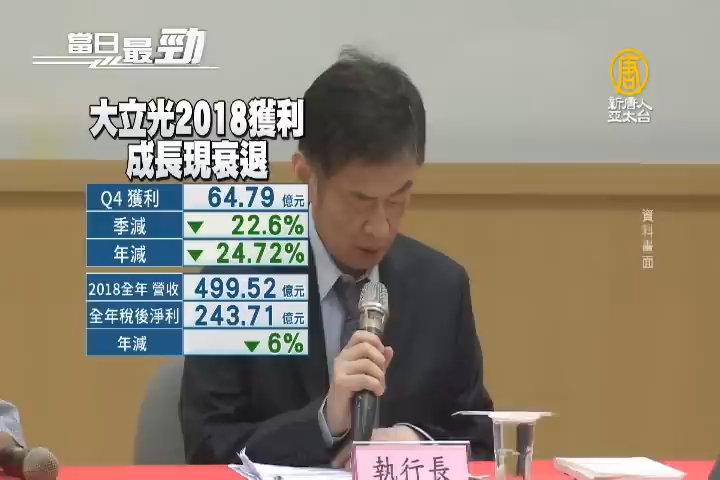 當日最勁
唐
新唐人
亞太台
大立光2018獲利
成長現衰退
Q4 獲利 64.79 億元
季減 ▼ 22.6%
年減 ▼ 24.72%
2018全年 營收 499.52 億元
全年稅後淨利 243.71 億元
年減 ▼ 6%
資料畫面
執行長